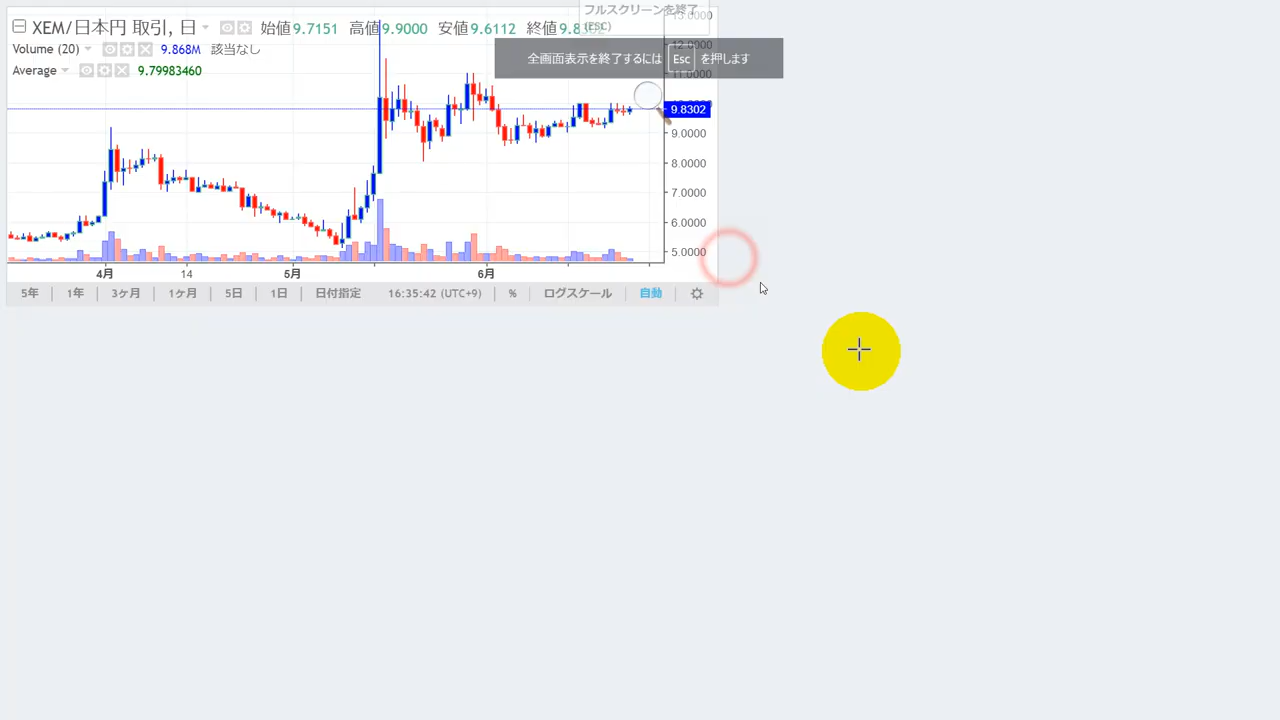 XEM/日本円 取引, 日 始値9.7151 高値9.9000 安値9.6112 終値9.8302
Volume (20) 9.868M 該当なし
Average 9.79983460
フルスクリーンを終了
(ESC)
全画面表示を終了するには Esc を押します
13.0000
12.0000
11.0000
9.8302
9.0000
8.0000
7.0000
6.0000
5.0000
4月 14 5月 6月
5年 1年 3ヶ月 1ヶ月 5日 1日 日付指定 16:35:42 (UTC+9) % ログスケール 自動